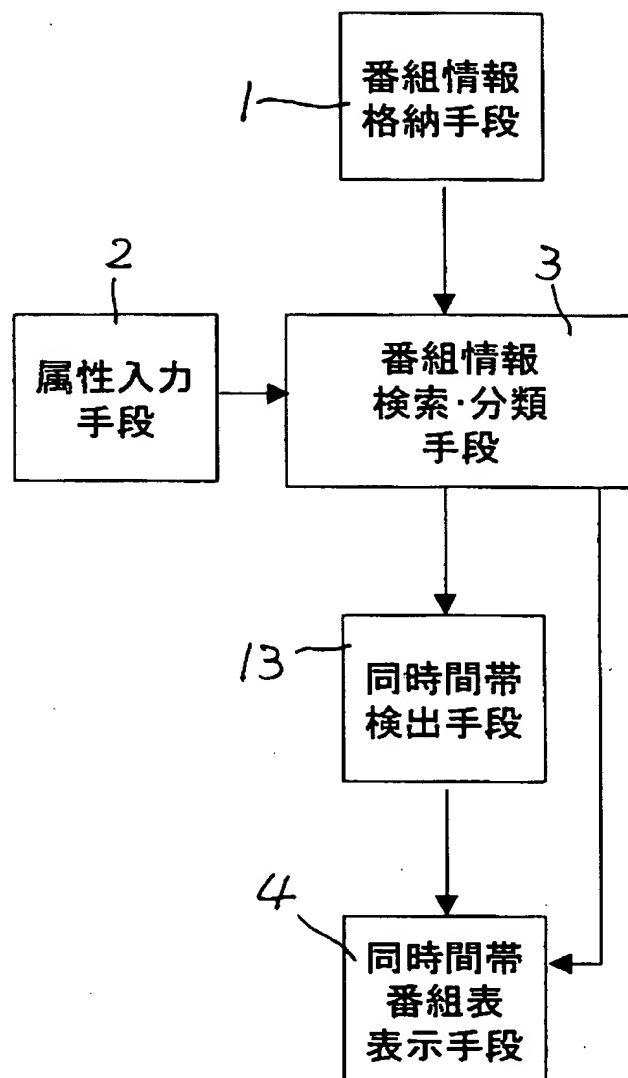 番組情報
格納手段
1
2
3
属性入力
手段
番組情報
検索・分類
手段
13
同時間帯
検出手段
4
同時間帯
番組表
表示手段